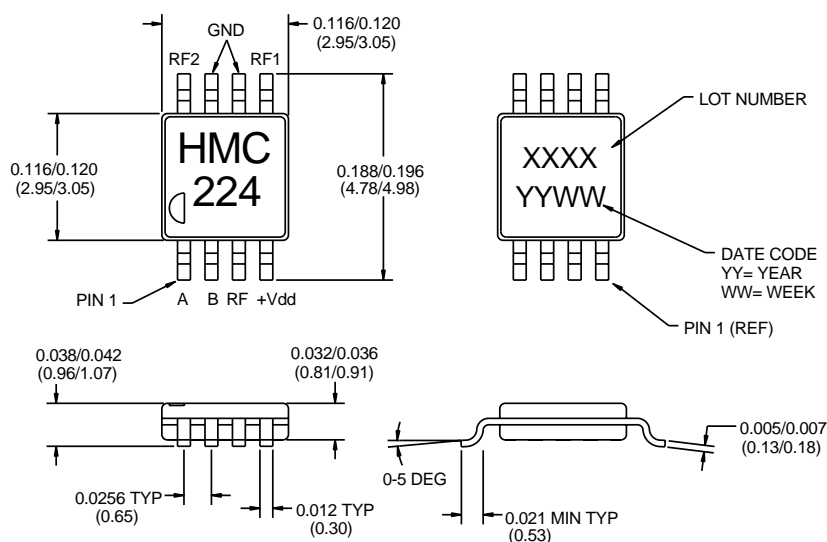 0.116/0.120
(2.95/3.05)
GND
RF2
RF1
HMC
224
0.116/0.120
(2.95/3.05)
0.188/0.196
(4.78/4.98)
PIN 1
A
B
RF
+Vdd
LOT NUMBER
XXXX
YYWW
DATE CODE
YY= YEAR
WW= WEEK
PIN 1 (REF)
0.038/0.042
(0.96/1.07)
0.032/0.036
(0.81/0.91)
0.0256 TYP
(0.65)
0.012 TYP
(0.30)
0-5 DEG
0.005/0.007
(0.13/0.18)
0.021 MIN TYP
(0.53)